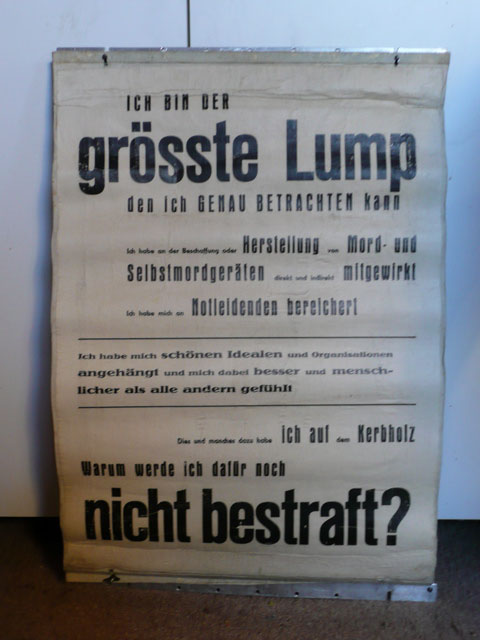 ICH BIN DER
grösste Lump
den ich GENAU BETRACHTEN kann
Ich habe an der Beschaffung oder Herstellung von Mord- und
Selbstmordgeräten direkt und indirekt mitgewirkt
Ich habe mich an Notleidenden bereichert
Ich habe mich schönen Idealen und Organisationen
angehängt und mich dabei besser und mensch-
licher als alle andern gefühlt
Dies und manches dazu habe ich auf dem Kerbholz
Warum werde ich dafür noch
nicht bestraft?